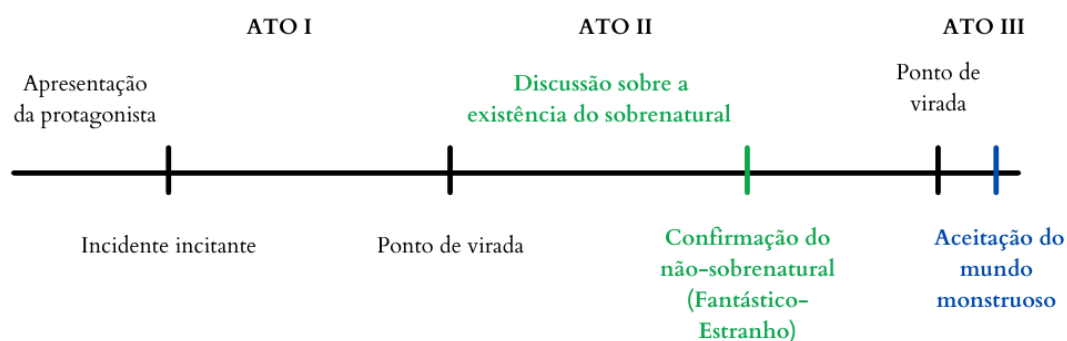 ATO I
ATO II
ATO III
Apresentação
da protagonista
Discussão sobre a
existência do sobrenatural
Ponto de
virada
Incidente incitante
Ponto de virada
Confirmação do
não-sobrenatural
(Fantástico-
Estranho)
Aceitação do
mundo
monstruoso